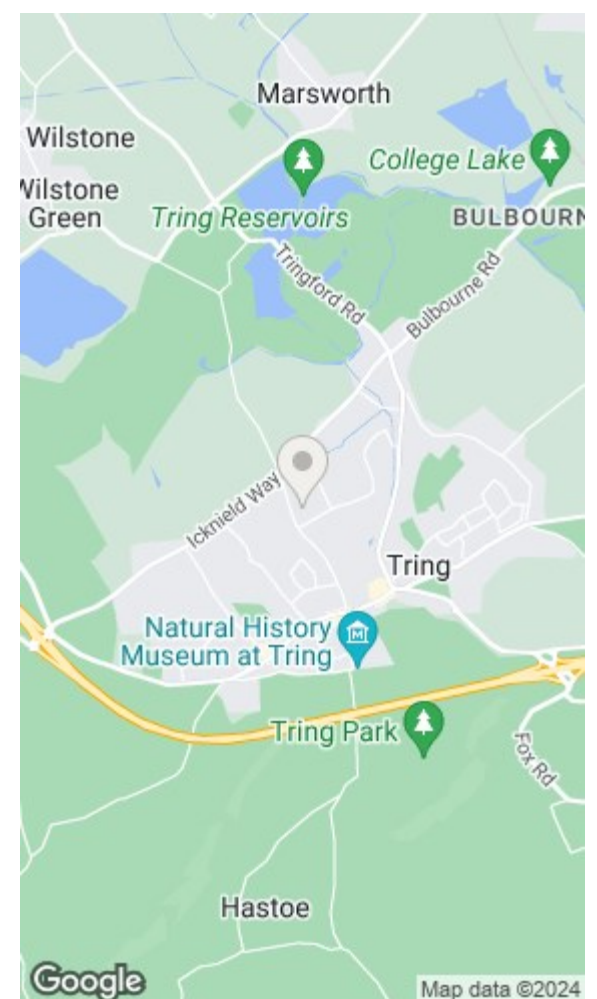 Marsworth
Wilstone
College Lake
Wilstone
Green
Tring Reservoirs
BULBOURN
Tringford Rd
Bulbourne Rd
Icknield Way
Tring
Natural History
Museum at Tring
M
Tring Park
Fox Rd
Hastoe
Google
Map data ©2024